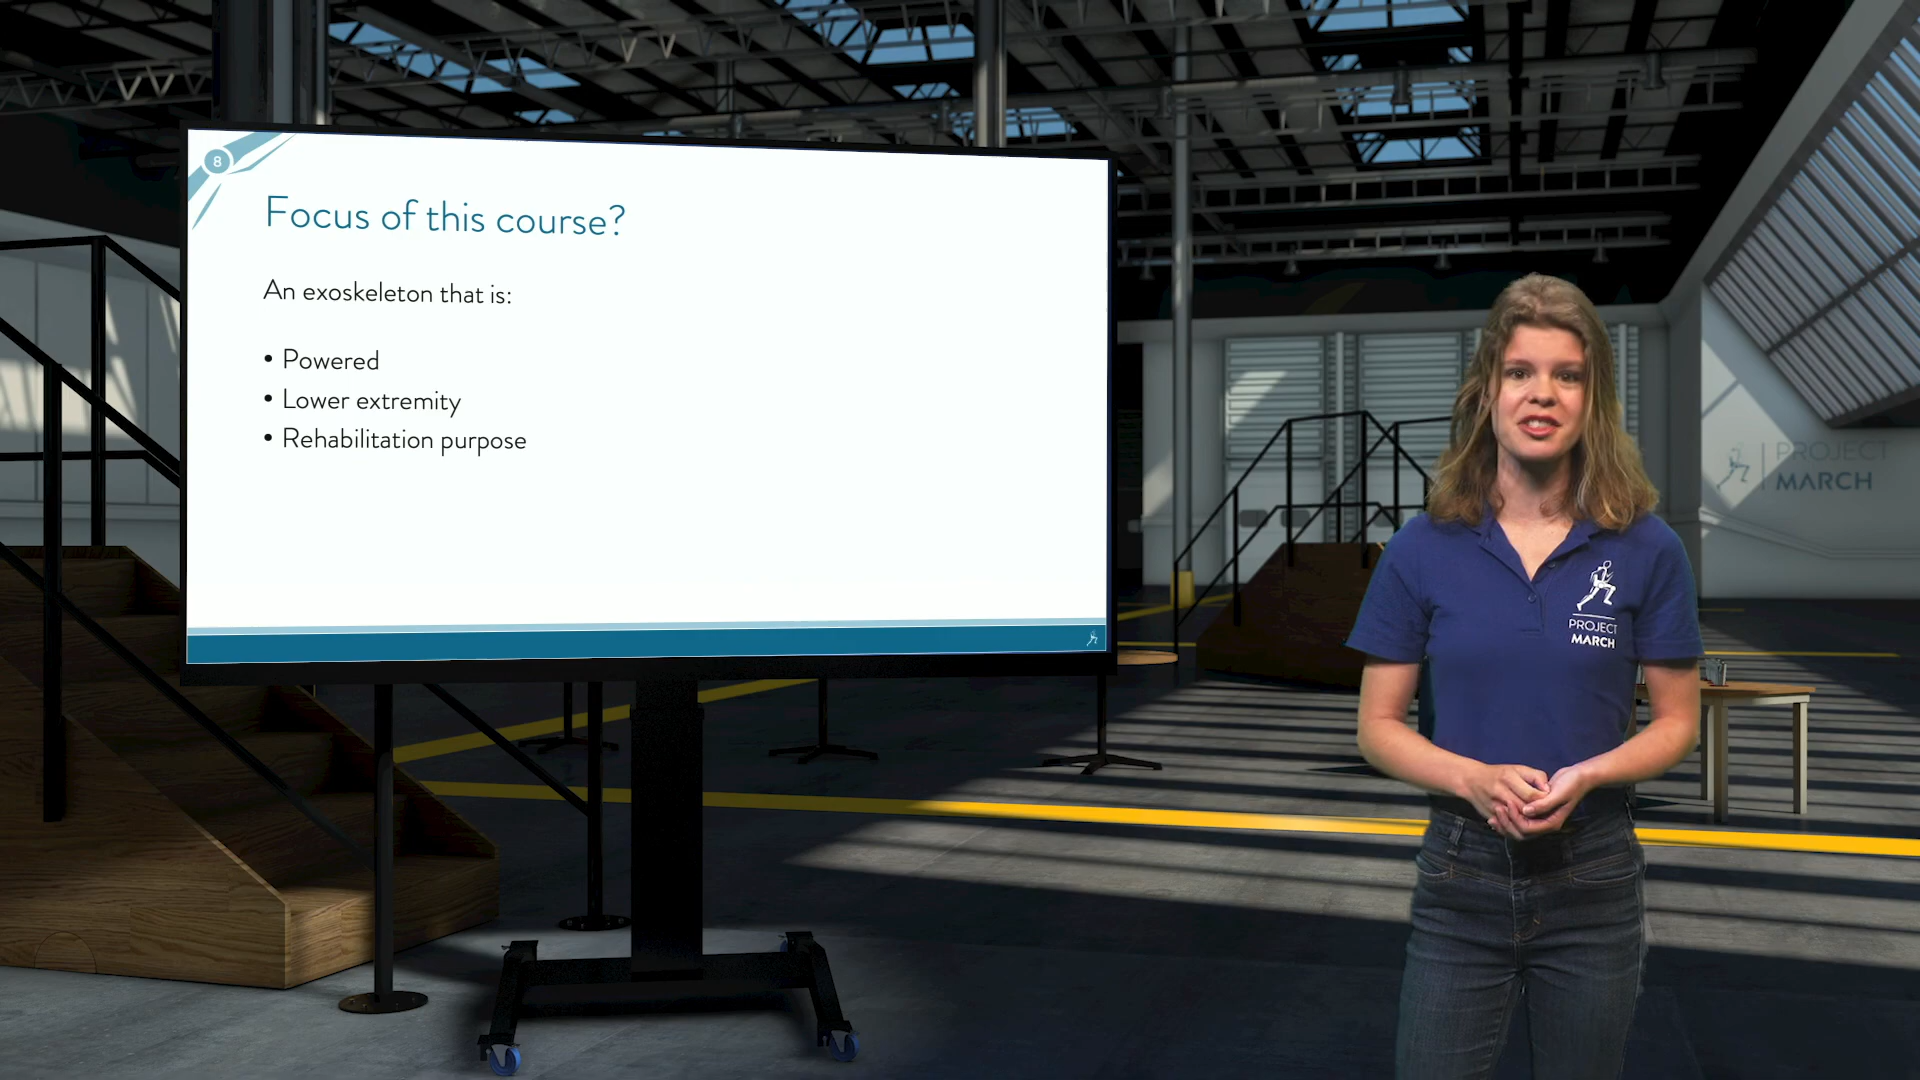 8
Focus of this course?
An exoskeleton that is:
• Powered
• Lower extremity
• Rehabilitation purpose
PROJECT
MARCH
PROJECT
MARCH